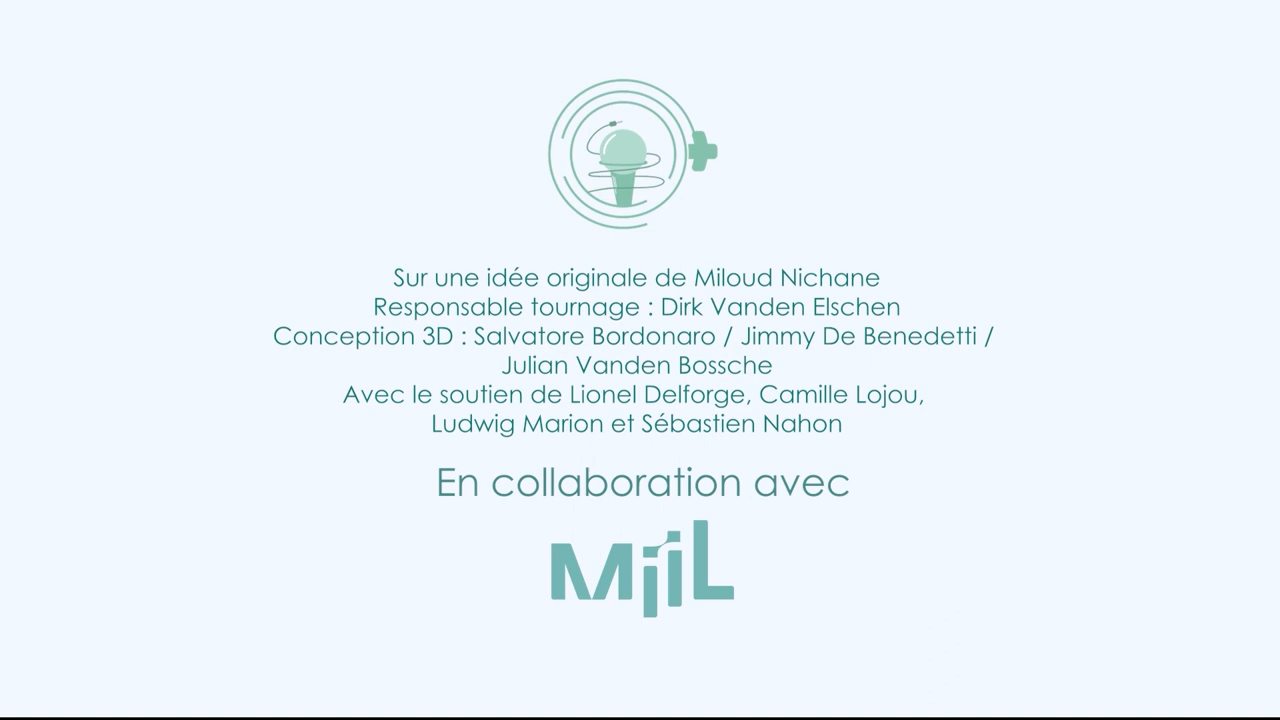 Sur une idée originale de Miloud Nichane
Responsable tournage : Dirk Vanden Elschen
Conception 3D : Salvatore Bordonaro / Jimmy De Benedetti /
Julian Vanden Bossche
Avec le soutien de Lionel Delforge, Camille Lojou,
Ludwig Marion et Sébastien Nahon
En collaboration avec
MiiL